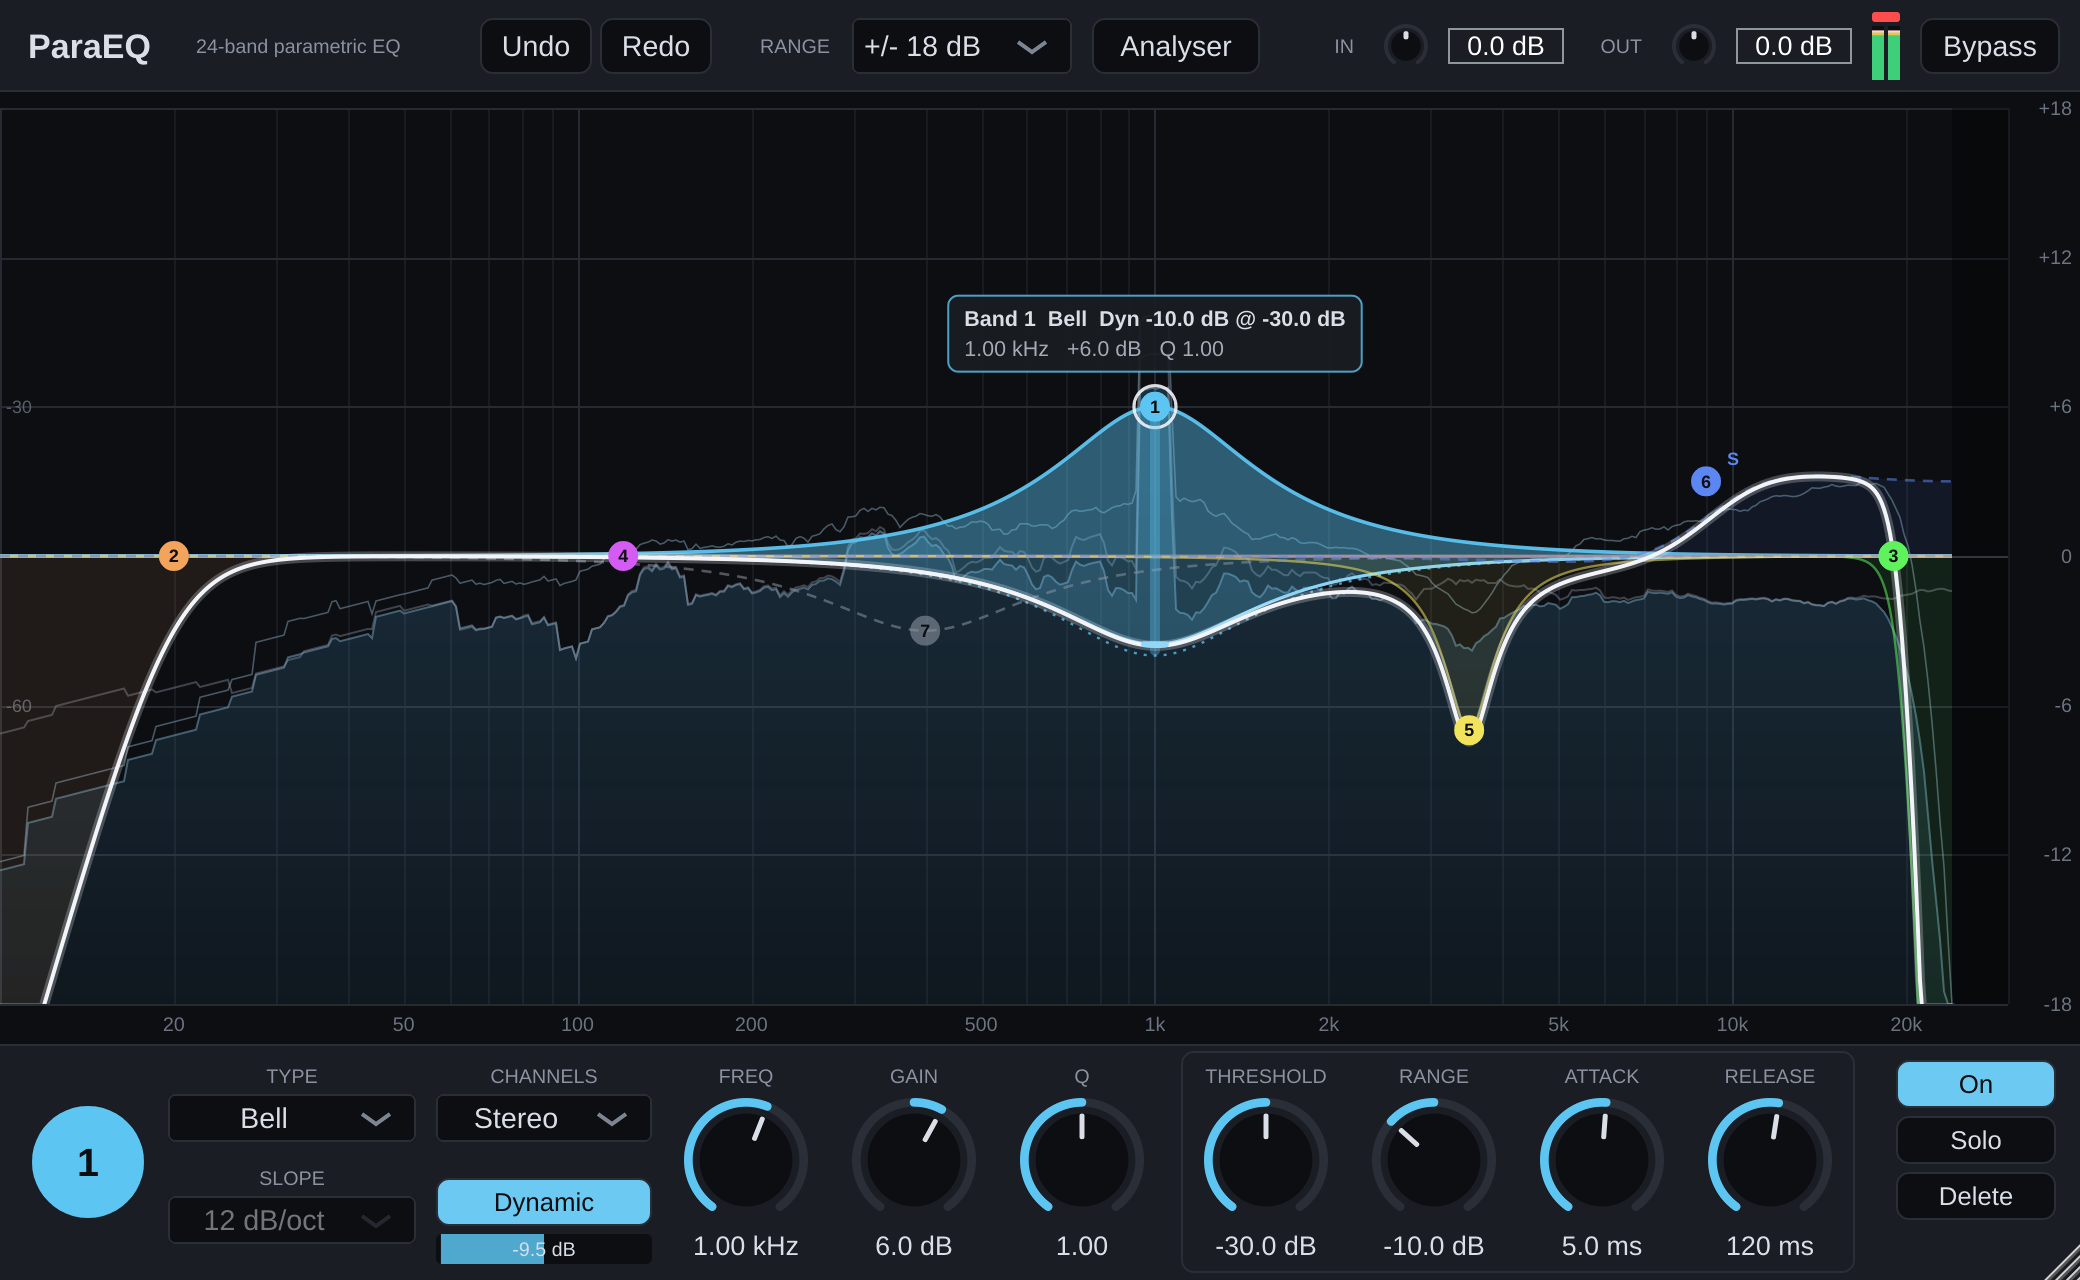 ParaEQ 24-band parametric EQ Undo Redo RANGE +/- 18 dB Analyser IN 0.0 dB OUT 0.0 dB Bypass
+18
+12
Band 1 Bell Dyn -10.0 dB @ -30.0 dB
1.00 kHz +6.0 dB Q 1.00
-30 1 +6
S
6
2 4 3 0
7
-60 -6
5
-12
-18
20 50 100 200 500 1k 2k 5k 10k 20k
TYPE CHANNELS FREQ GAIN Q THRESHOLD RANGE ATTACK RELEASE
On
Bell Stereo
Solo
1
SLOPE
Dynamic Delete
12 dB/oct
-9.5 dB 1.00 kHz 6.0 dB 1.00 -30.0 dB -10.0 dB 5.0 ms 120 ms